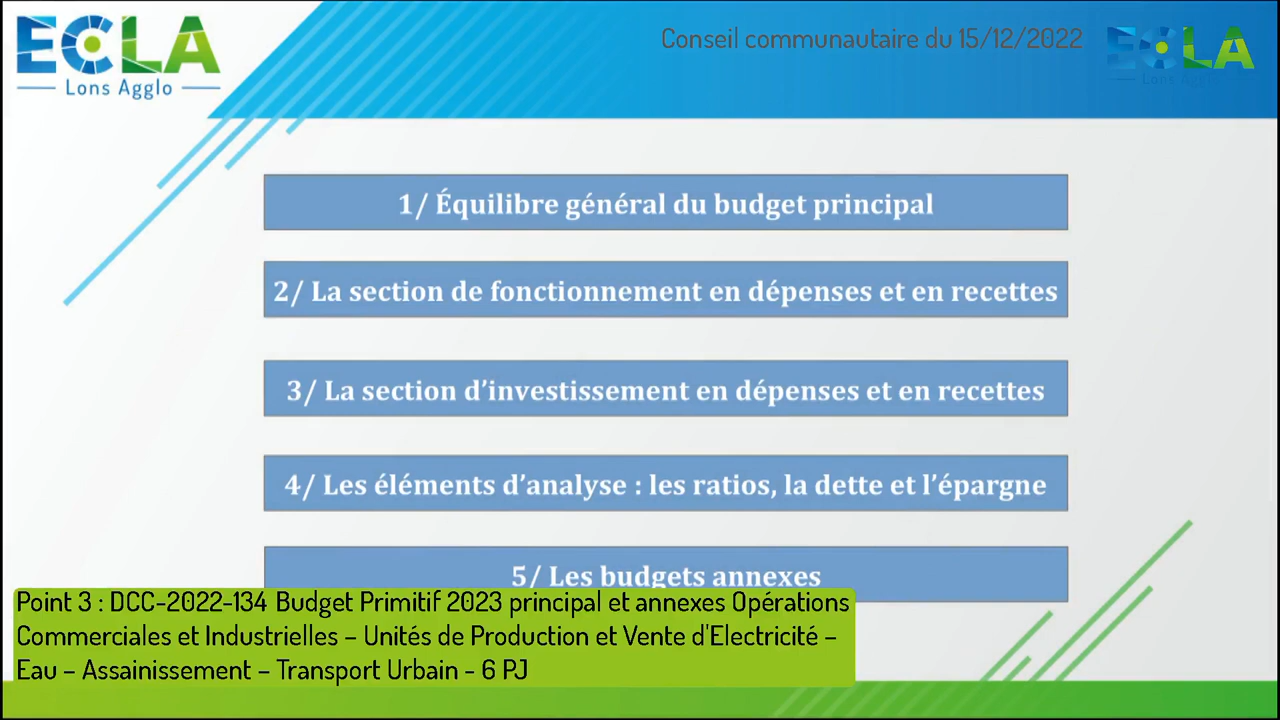 ECLA
Lons Agglo
Conseil communautaire du 15/12/2022
ECLA
Lons Agglo
1/ Équilibre général du budget principal
2/ La section de fonctionnement en dépenses et en recettes
3/ La section d’investissement en dépenses et en recettes
4/ Les éléments d’analyse : les ratios, la dette et l’épargne
5/ Les budgets annexes
Point 3 : DCC-2022-134 Budget Primitif 2023 principal et annexes Opérations
Commerciales et Industrielles – Unités de Production et Vente d'Electricité –
Eau – Assainissement – Transport Urbain - 6 PJ